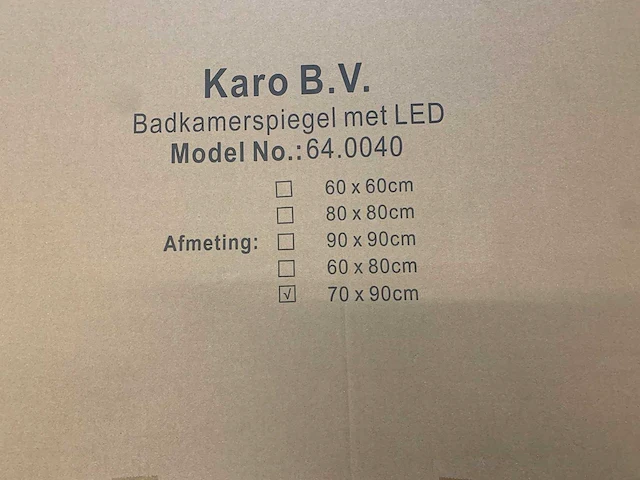 Karo B.V.
Badkamerspiegel met LED
Model No.:64.0040
☐ 60 x 60cm
☐ 80 x 80cm
Afmeting: ☐ 90 x 90cm
☐ 60 x 80cm
☑ 70 x 90cm